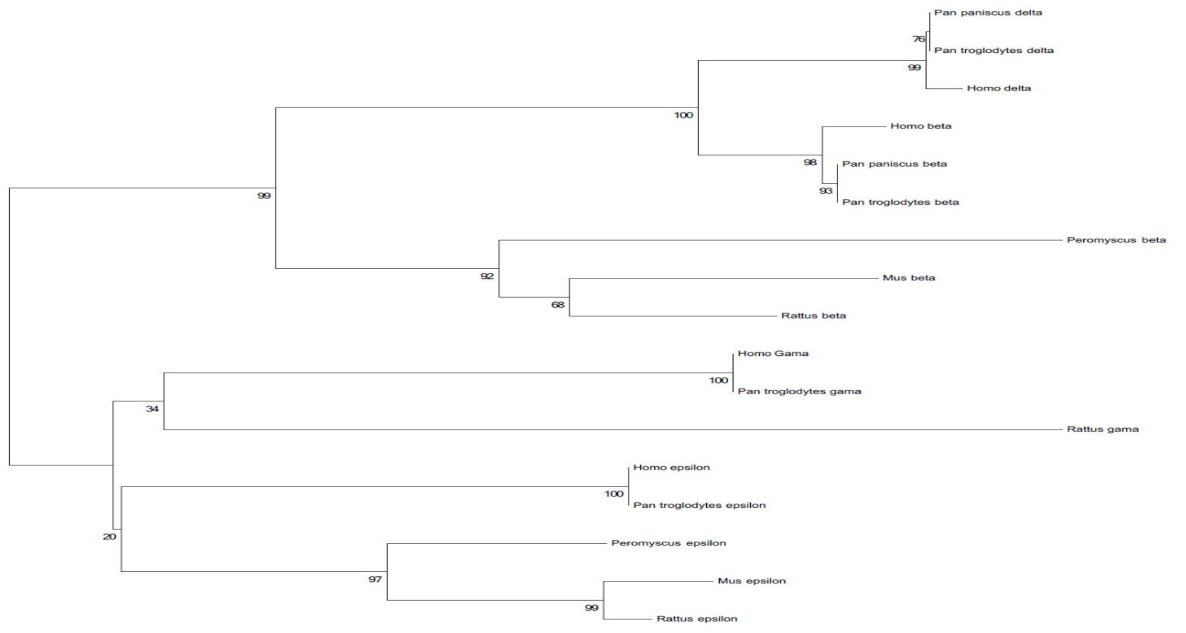 Pan paniscus delta
76
Pan troglodytes delta
99
Homo delta
100
Homo beta
98
Pan paniscus beta
93
Pan troglodytes beta
99
Peromyscus beta
92
Mus beta
68
Rattus beta
Homo Gama
100
Pan troglodytes gama
34
Rattus gama
Homo epsilon
100
Pan troglodytes epsilon
20
Peromyscus epsilon
97
Mus epsilon
99
Rattus epsilon